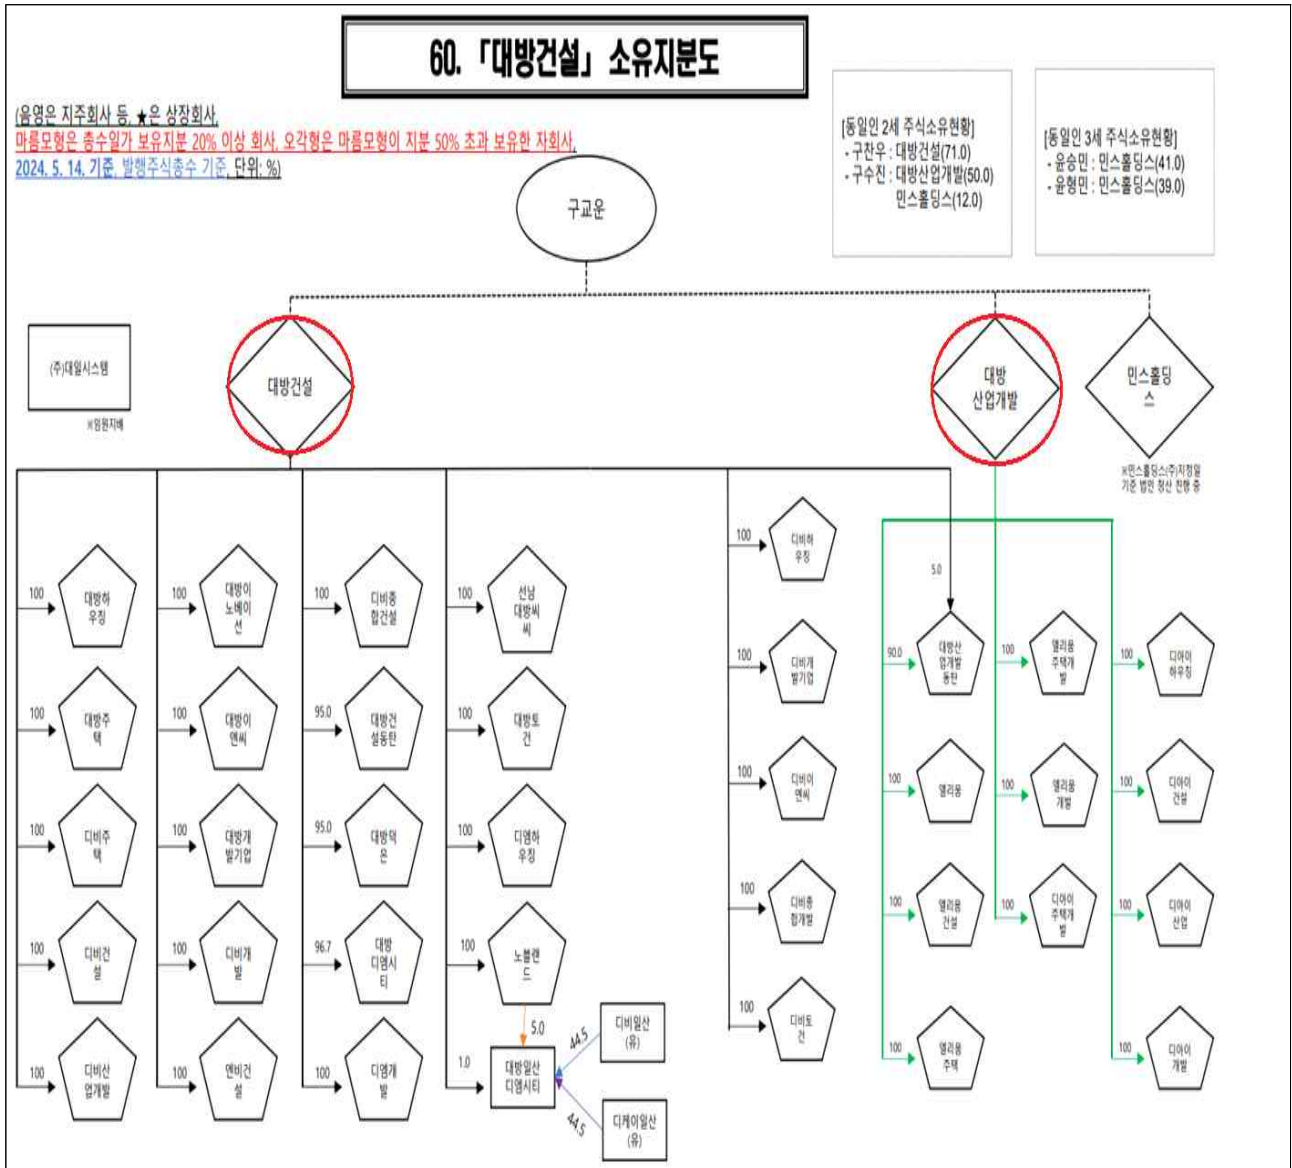 60. 「대방건설」 소유지분도
(음영은 지주회사 등, ★은 상장회사,
마름모형은 총수일가 보유지분 20% 이상 회사, 오각형은 마름모형이 지분 50% 초과 보유한 자회사,
2024. 5. 14. 기준, 발행주식총수 기준, 단위: %)
[동일인 2세 주식소유현황]
- 구찬우 : 대방건설(71.0)
- 구수진 : 대방산업개발(50.0)
민스홀딩스(12.0)
[동일인 3세 주식소유현황]
- 윤승민 : 민스홀딩스(41.0)
- 윤형민 : 민스홀딩스(39.0)
구교운
(주)대일시스템
※임원지배
대방건설
대방
산업개발
민스홀딩
스
※민스홀딩스(주)지정일
기준 법인 청산 진행 중
100
대방하
우징
100
대방주
택
100
디비주
택
100
디비건
설
100
디비산
업개발
100
대방이
노베이
션
100
대방이
엔씨
100
대방개
발기업
100
디비개
발
100
엔비건
설
100
디비종
합건설
95.0
대방건
설동탄
95.0
대방덕
은
96.7
대방
디엠시
티
100
디엠개
발
100
선남
대방씨
씨
100
대방토
건
100
디엠하
우징
100
노블랜
드
5.0
1.0
대방일산
디엠시티
44.5
디비일산
(유)
44.5
디케이일산
(유)
100
디비하
우징
100
디비개
발기업
100
디비이
엔씨
100
디비종
합개발
100
디비토
건
5.0
90.0
대방산
업개발
동탄
100
엘리움
100
엘리움
건설
100
엘리움
주택
100
엘리움
주택개
발
100
엘리움
개발
100
디아이
주택개
발
100
디아이
하우징
100
디아이
건설
100
디아이
산업
100
디아이
개발